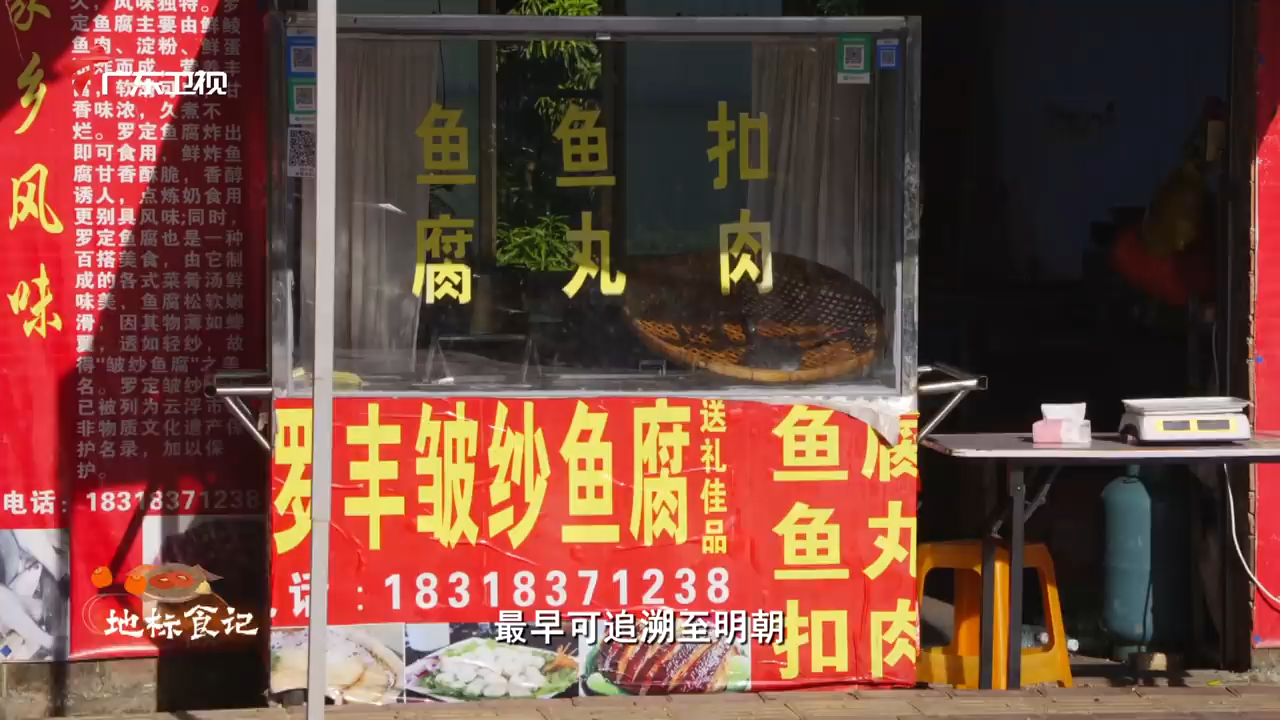 家乡风味
久，风味独特。罗
定鱼腐主要由鲜鲮
鱼肉、淀粉、鲜蛋
香味浓，久煮不
烂。罗定鱼腐炸出
即可食用，鲜炸鱼
腐甘香酥脆，香醇
诱人，点炼奶食用
更别具风味;同时，
罗定鱼腐也是一种
百搭美食，由它制
成的各式菜肴汤鲜
味美，鱼腐松软嫩
滑，因其物薄如蝉
翼，透如轻纱，故
得"皱纱鱼腐"之美
名。罗定皱纱
已被列为云浮市
非物质文化遗产保
护名录，加以保
护。
电话：18318371238
广东卫视
鱼腐
鱼丸
扣肉
罗丰皱纱鱼腐
送礼佳品
鱼腐
鱼丸
扣肉
话：18318371238
地标食记
最早可追溯至明朝